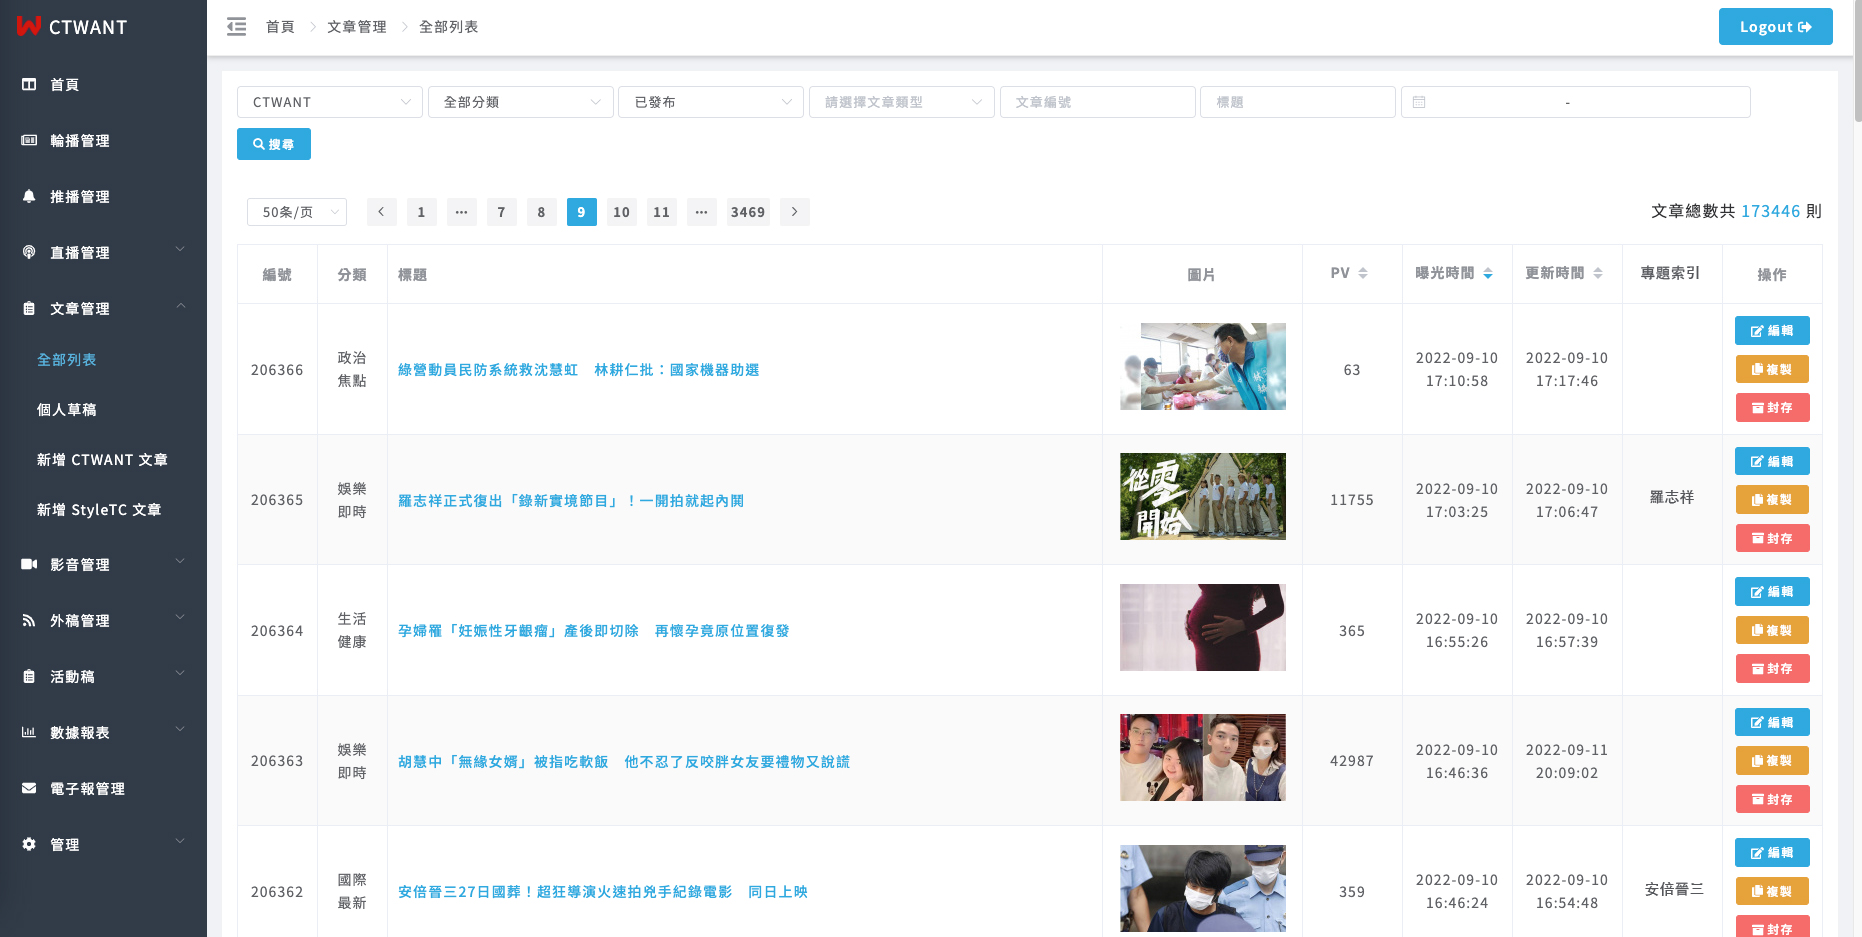 CTWANT
首頁
輪播管理
推播管理
直播管理
文章管理
全部列表
個人草稿
新增 CTWANT 文章
新增 StyleTC 文章
影音管理
外稿管理
活動稿
數據報表
電子報管理
管理
首頁 文章管理 全部列表
Logout
CTWANT 全部分類 已發布 請選擇文章類型 文章編號 標題 -
搜尋
50条/页 1 ... 7 8 9 10 11 ... 3469
文章總數共 173446 則
編號 分類 標題 圖片 PV 曝光時間 更新時間 專題索引 操作
206366
政治
焦點
綠營動員民防系統救沈慧虹 林耕仁批：國家機器助選
63
2022-09-10
17:10:58
2022-09-10
17:17:46
編輯
複製
封存
206365
娛樂
即時
羅志祥正式復出「錄新實境節目」！一開拍就起內鬨
從零
開始
11755
2022-09-10
17:03:25
2022-09-10
17:06:47
羅志祥
編輯
複製
封存
206364
生活
健康
孕婦罹「妊娠性牙齦瘤」產後即切除 再懷孕竟原位置復發
365
2022-09-10
16:55:26
2022-09-10
16:57:39
編輯
複製
封存
206363
娛樂
即時
胡慧中「無緣女婿」被指吃軟飯 他不忍了反咬胖女友要禮物又說謊
42987
2022-09-10
16:46:36
2022-09-11
20:09:02
編輯
複製
封存
206362
國際
最新
安倍晉三27日國葬！超狂導演火速拍兇手紀錄電影 同日上映
359
2022-09-10
16:46:24
2022-09-10
16:54:48
安倍晉三
編輯
複製
封存